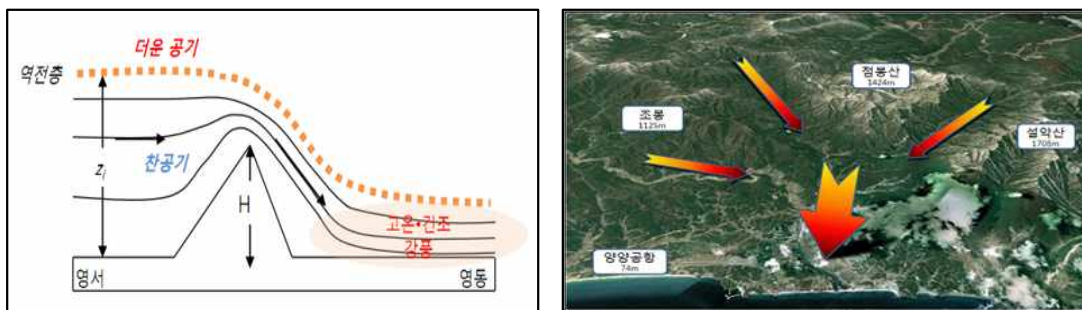 더운 공기
역전층
찬공기
zᵢ
H
고온•건조
강풍
영서
영동
점봉산
1424m
조봉
1125m
설악산
1708m
양양공항
74m